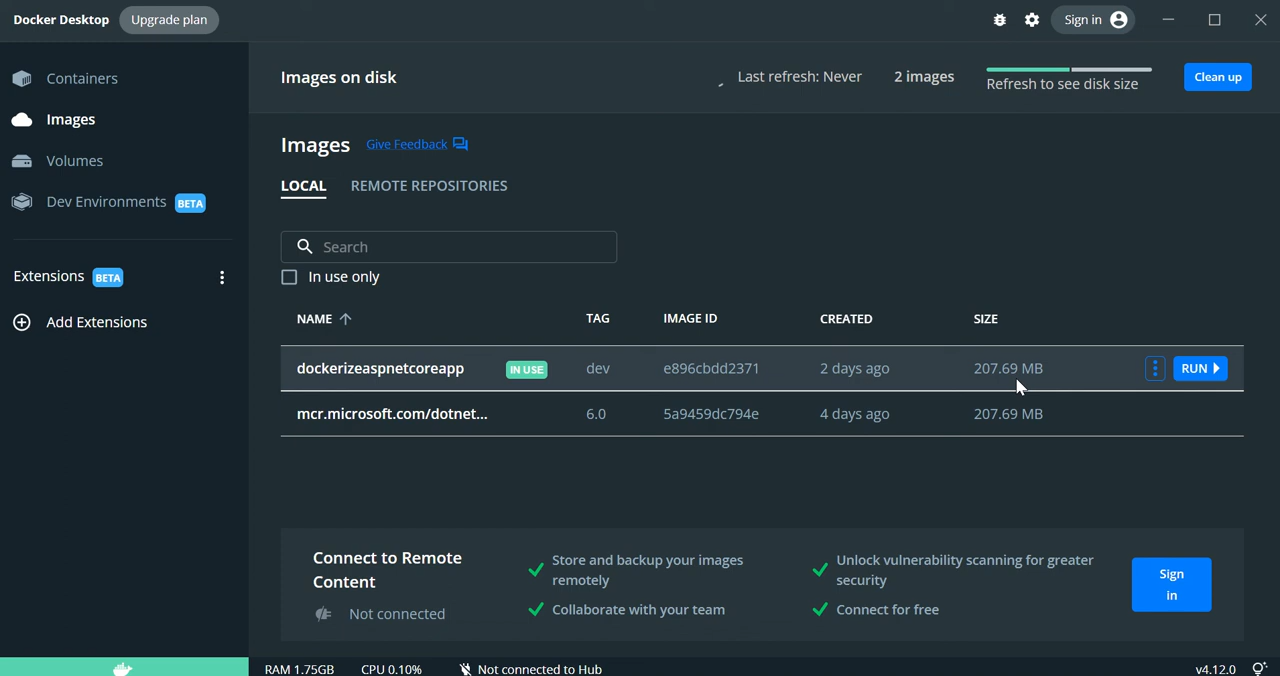 Docker Desktop
Upgrade plan
Sign in
Containers
Images
Volumes
Dev Environments BETA
Extensions BETA
Add Extensions
Images on disk
Last refresh: Never
2 images
Refresh to see disk size
Clean up
Images
Give Feedback
LOCAL
REMOTE REPOSITORIES
Search
In use only
NAME TAG IMAGE ID CREATED SIZE
dockerizeaspnetcoreapp IN USE dev e896cbdd2371 2 days ago 207.69 MB RUN
mcr.microsoft.com/dotnet... 6.0 5a9459dc794e 4 days ago 207.69 MB
Connect to Remote
Content
Not connected
Store and backup your images
remotely
Collaborate with your team
Unlock vulnerability scanning for greater
security
Connect for free
Sign
in
RAM 1.75GB CPU 0.10% Not connected to Hub v4.12.0